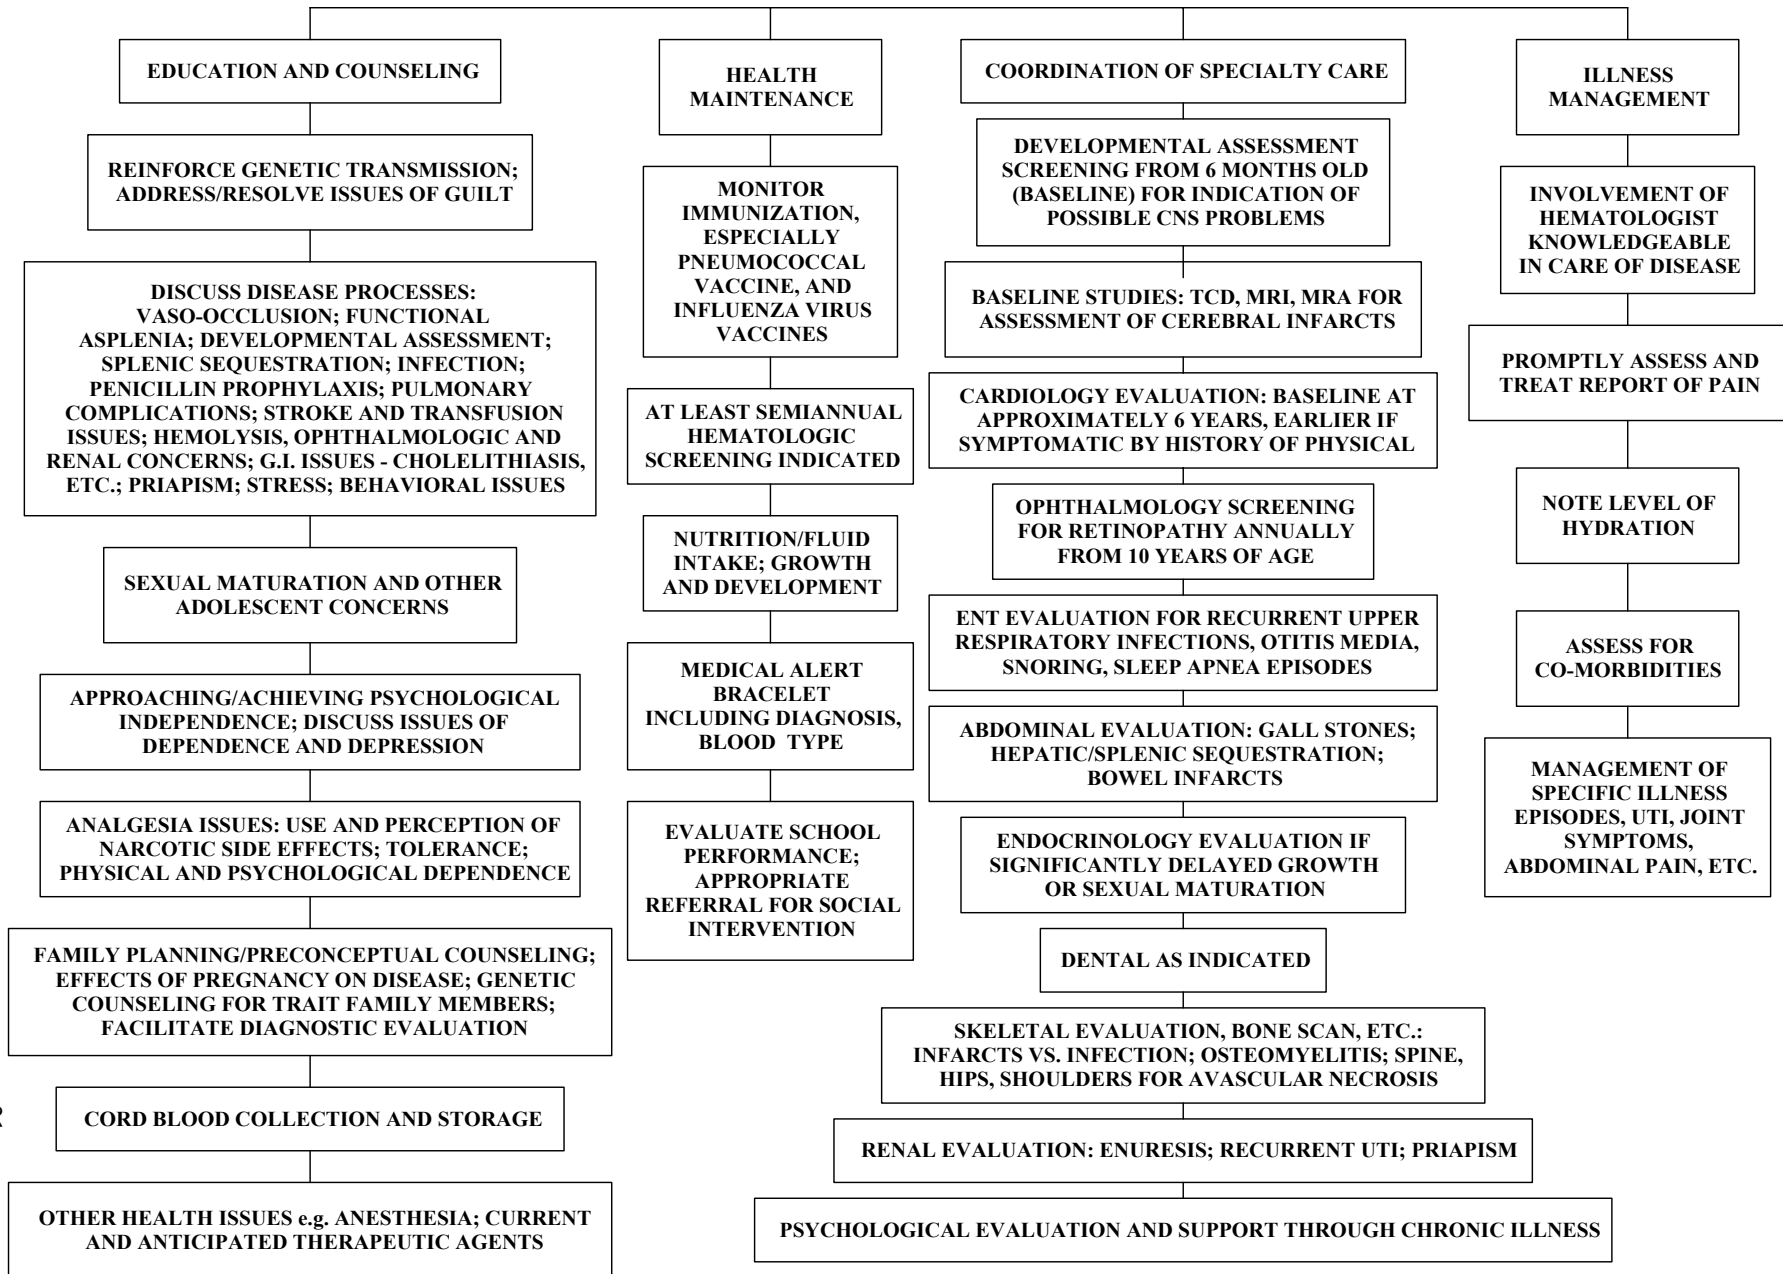 EDUCATION AND COUNSELING
REINFORCE GENETIC TRANSMISSION;
ADDRESS/RESOLVE ISSUES OF GUILT
DISCUSS DISEASE PROCESSES:
VASO-OCCLUSION; FUNCTIONAL
ASPLENIA; DEVELOPMENTAL ASSESSMENT;
SPLENIC SEQUESTRATION; INFECTION;
PENICILLIN PROPHYLAXIS; PULMONARY
COMPLICATIONS; STROKE AND TRANSFUSION
ISSUES; HEMOLYSIS, OPHTHALMOLOGIC AND
RENAL CONCERNS; G.I. ISSUES - CHOLELITHIASIS,
ETC.; PRIAPISM; STRESS; BEHAVIORAL ISSUES
SEXUAL MATURATION AND OTHER
ADOLESCENT CONCERNS
APPROACHING/ACHIEVING PSYCHOLOGICAL
INDEPENDENCE; DISCUSS ISSUES OF
DEPENDENCE AND DEPRESSION
ANALGESIA ISSUES: USE AND PERCEPTION OF
NARCOTIC SIDE EFFECTS; TOLERANCE;
PHYSICAL AND PSYCHOLOGICAL DEPENDENCE
FAMILY PLANNING/PRECONCEPTUAL COUNSELING;
EFFECTS OF PREGNANCY ON DISEASE; GENETIC
COUNSELING FOR TRAIT FAMILY MEMBERS;
FACILITATE DIAGNOSTIC EVALUATION
R
CORD BLOOD COLLECTION AND STORAGE
OTHER HEALTH ISSUES e.g. ANESTHESIA; CURRENT
AND ANTICIPATED THERAPEUTIC AGENTS
HEALTH
MAINTENANCE
MONITOR
IMMUNIZATION,
ESPECIALLY
PNEUMOCOCCAL
VACCINE, AND
INFLUENZA VIRUS
VACCINES
AT LEAST SEMIANNUAL
HEMATOLOGIC
SCREENING INDICATED
NUTRITION/FLUID
INTAKE; GROWTH
AND DEVELOPMENT
MEDICAL ALERT
BRACELET
INCLUDING DIAGNOSIS,
BLOOD TYPE
EVALUATE SCHOOL
PERFORMANCE;
APPROPRIATE
REFERRAL FOR SOCIAL
INTERVENTION
COORDINATION OF SPECIALTY CARE
DEVELOPMENTAL ASSESSMENT
SCREENING FROM 6 MONTHS OLD
(BASELINE) FOR INDICATION OF
POSSIBLE CNS PROBLEMS
BASELINE STUDIES: TCD, MRI, MRA FOR
ASSESSMENT OF CEREBRAL INFARCTS
CARDIOLOGY EVALUATION: BASELINE AT
APPROXIMATELY 6 YEARS, EARLIER IF
SYMPTOMATIC BY HISTORY OF PHYSICAL
OPHTHALMOLOGY SCREENING
FOR RETINOPATHY ANNUALLY
FROM 10 YEARS OF AGE
ENT EVALUATION FOR RECURRENT UPPER
RESPIRATORY INFECTIONS, OTITIS MEDIA,
SNORING, SLEEP APNEA EPISODES
ABDOMINAL EVALUATION: GALL STONES;
HEPATIC/SPLENIC SEQUESTRATION;
BOWEL INFARCTS
ENDOCRINOLOGY EVALUATION IF
SIGNIFICANTLY DELAYED GROWTH
OR SEXUAL MATURATION
DENTAL AS INDICATED
SKELETAL EVALUATION, BONE SCAN, ETC.:
INFARCTS VS. INFECTION; OSTEOMYELITIS; SPINE,
HIPS, SHOULDERS FOR AVASCULAR NECROSIS
RENAL EVALUATION: ENURESIS; RECURRENT UTI; PRIAPISM
PSYCHOLOGICAL EVALUATION AND SUPPORT THROUGH CHRONIC ILLNESS
ILLNESS
MANAGEMENT
INVOLVEMENT OF
HEMATOLOGIST
KNOWLEDGEABLE
IN CARE OF DISEASE
PROMPTLY ASSESS AND
TREAT REPORT OF PAIN
NOTE LEVEL OF
HYDRATION
ASSESS FOR
CO-MORBIDITIES
MANAGEMENT OF
SPECIFIC ILLNESS
EPISODES, UTI, JOINT
SYMPTOMS,
ABDOMINAL PAIN, ETC.